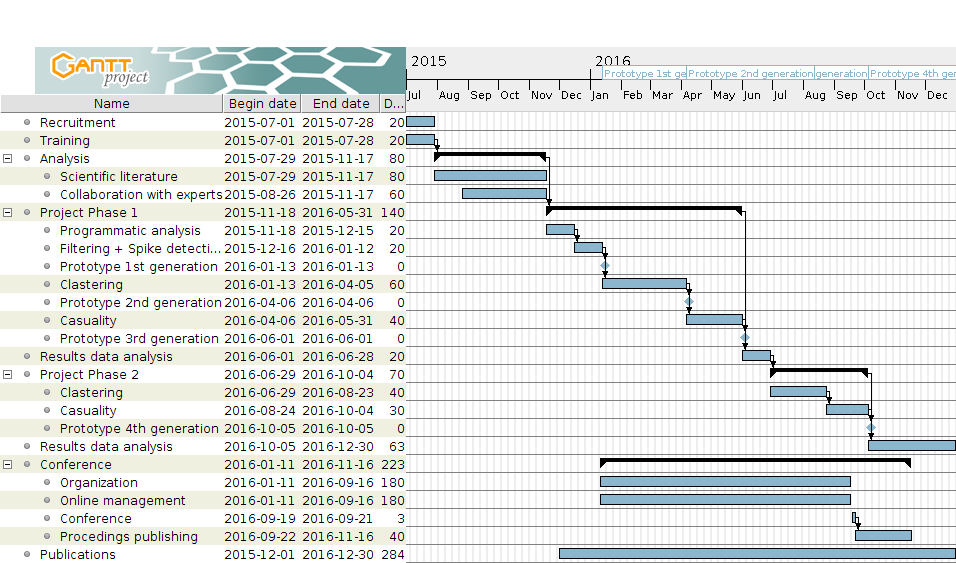 GANTT
project
2015 2016
Prototype 1st ge Prototype 2nd generation generation Prototype 4th gen
Jul Aug Sep Oct Nov Dec Jan Feb Mar Apr May Jun Jul Aug Sep Oct Nov Dec
Name Begin date End date D...
Recruitment 2015-07-01 2015-07-28 20
Training 2015-07-01 2015-07-28 20
Analysis 2015-07-29 2015-11-17 80
Scientific literature 2015-07-29 2015-11-17 80
Collaboration with experts 2015-08-26 2015-11-17 60
Project Phase 1 2015-11-18 2016-05-31 140
Programmatic analysis 2015-11-18 2015-12-15 20
Filtering + Spike detecti... 2015-12-16 2016-01-12 20
Prototype 1st generation 2016-01-13 2016-01-13 0
Clastering 2016-01-13 2016-04-05 60
Prototype 2nd generation 2016-04-06 2016-04-06 0
Casuality 2016-04-06 2016-05-31 40
Prototype 3rd generation 2016-06-01 2016-06-01 0
Results data analysis 2016-06-01 2016-06-28 20
Project Phase 2 2016-06-29 2016-10-04 70
Clastering 2016-06-29 2016-08-23 40
Casuality 2016-08-24 2016-10-04 30
Prototype 4th generation 2016-10-05 2016-10-05 0
Results data analysis 2016-10-05 2016-12-30 63
Conference 2016-01-11 2016-11-16 223
Organization 2016-01-11 2016-09-16 180
Online management 2016-01-11 2016-09-16 180
Conference 2016-09-19 2016-09-21 3
Procedings publishing 2016-09-22 2016-11-16 40
Publications 2015-12-01 2016-12-30 284